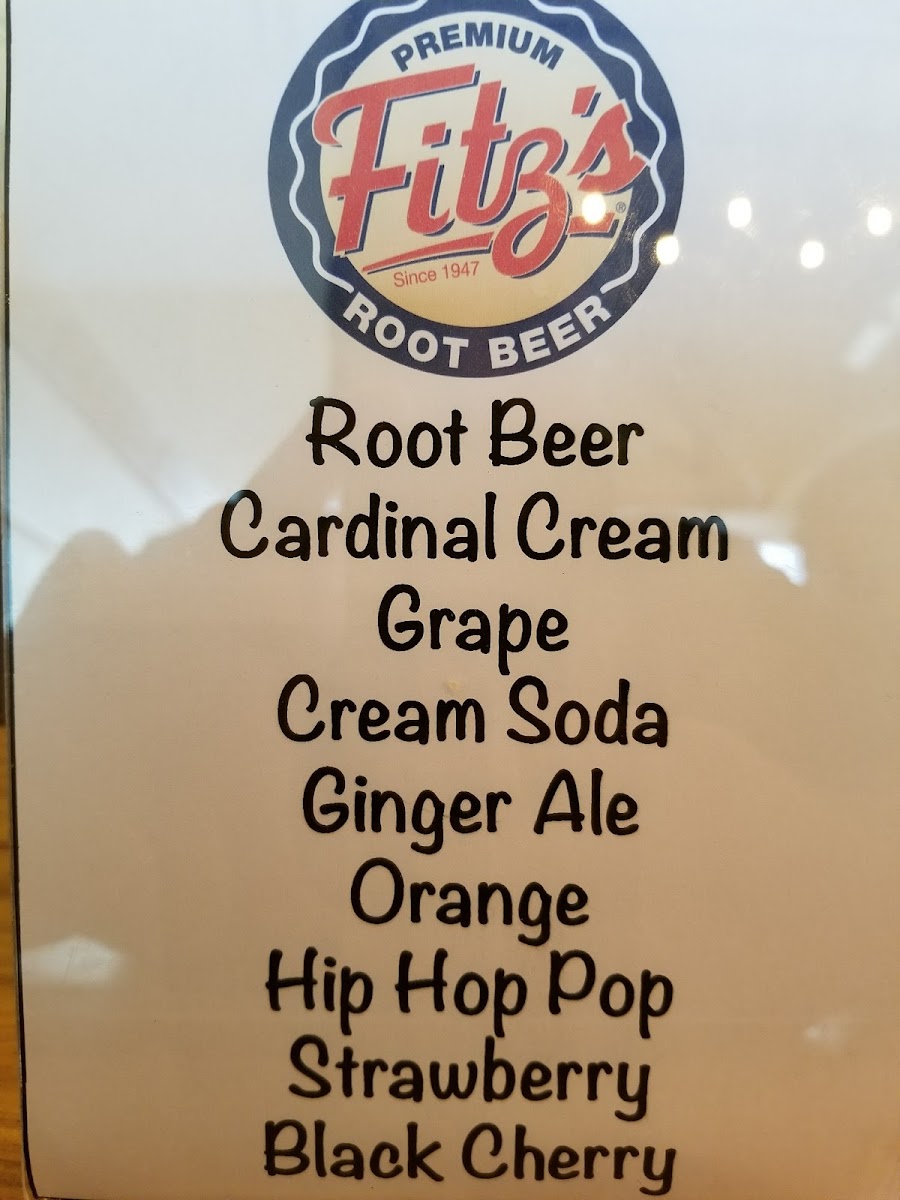 PREMIUM
Fitz's®
Since 1947
ROOT BEER
Root Beer
Cardinal Cream
Grape
Cream Soda
Ginger Ale
Orange
Hip Hop Pop
Strawberry
Black Cherry